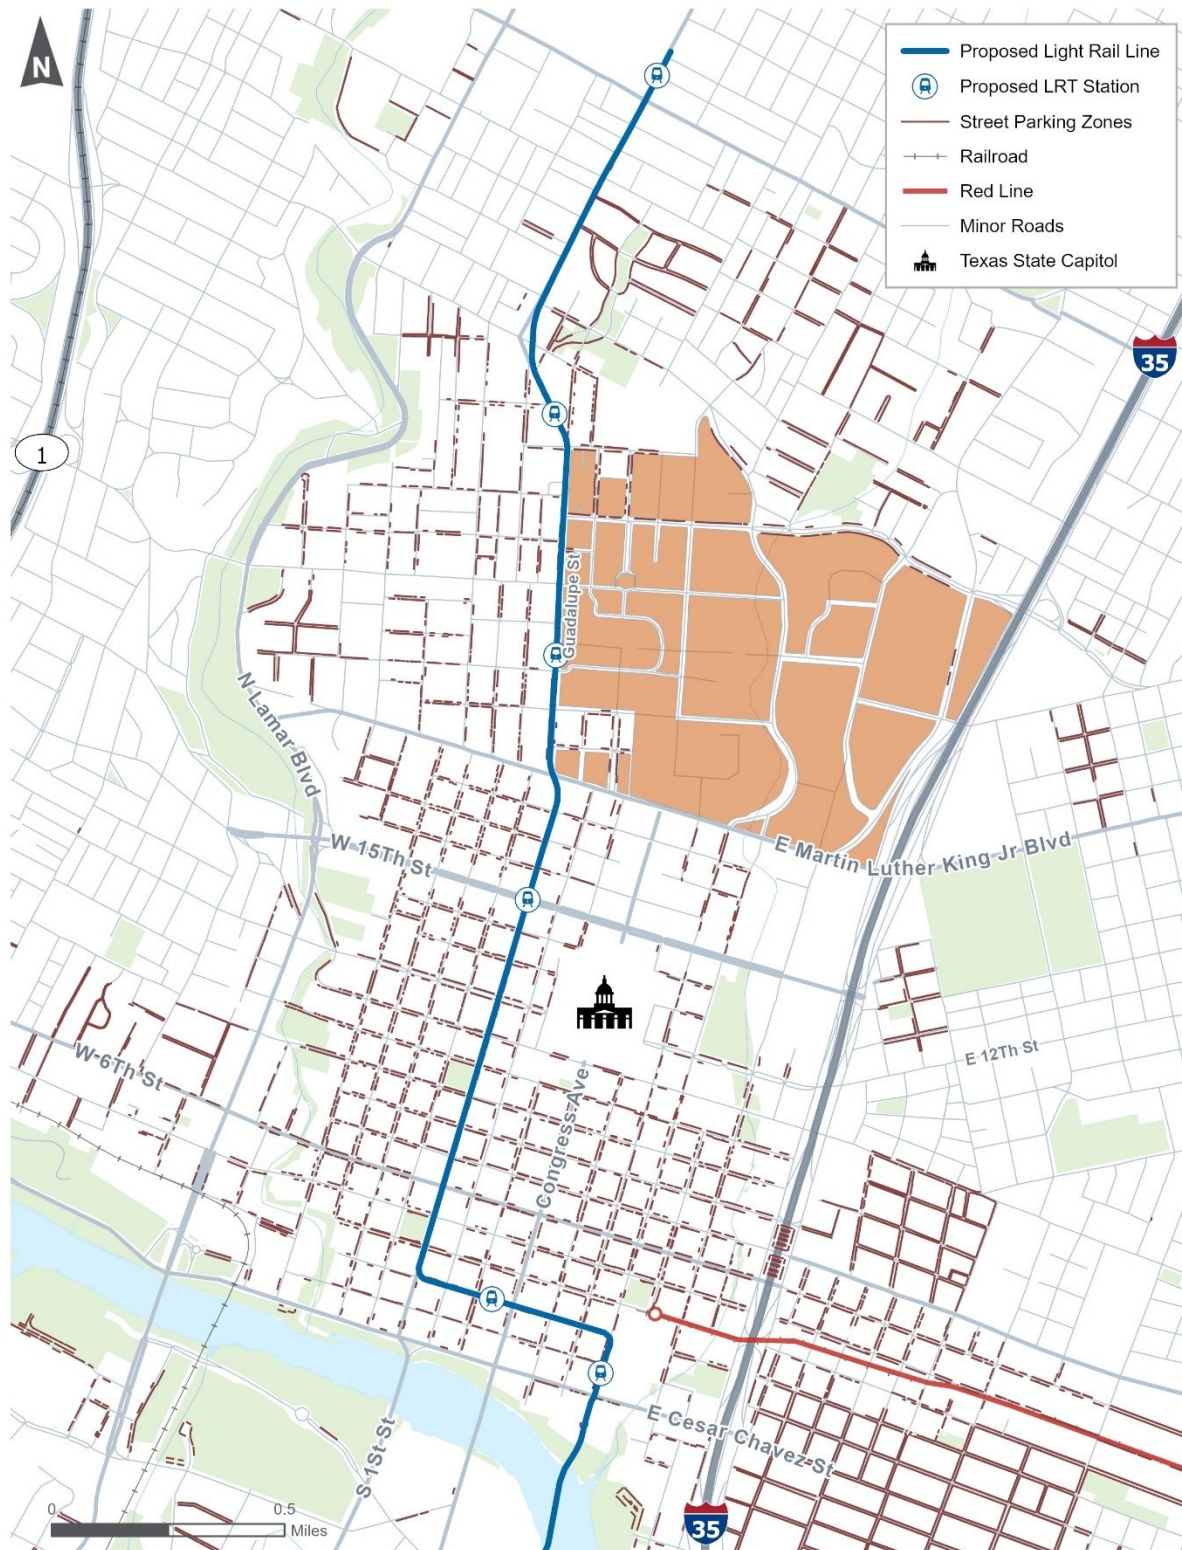 N
Proposed Light Rail Line
Proposed LRT Station
Street Parking Zones
Railroad
Red Line
Minor Roads
Texas State Capitol
35
1
Guadalupe St
N Lamar Blvd
W 15Th St
E Martin Luther King Jr Blvd
E 12Th St
W 6Th St
Congress Ave
E Cesar Chavez St
S 1St St
0 0.5
Miles
35